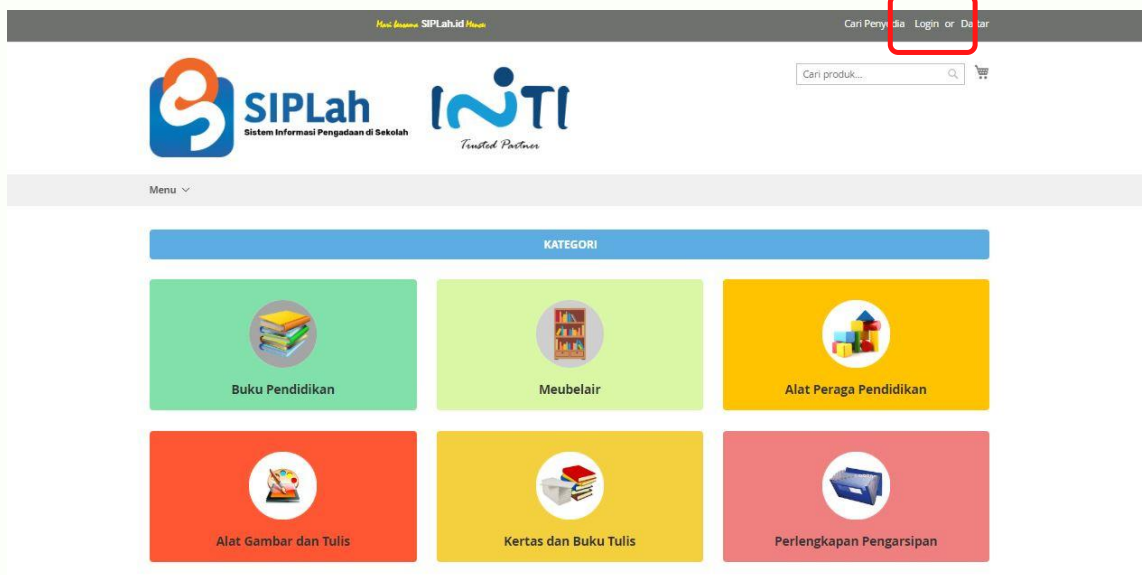 Mari bersama SIPLah.id
Cari Penyedia Login or Daftar
SIPLah
Sistem Informasi Pengadaan di Sekolah
INTI
Trusted Partner
Cari produk...
Menu
KATEGORI
Buku Pendidikan
Meubelair
Alat Peraga Pendidikan
Alat Gambar dan Tulis
Kertas dan Buku Tulis
Perlengkapan Pengarsipan